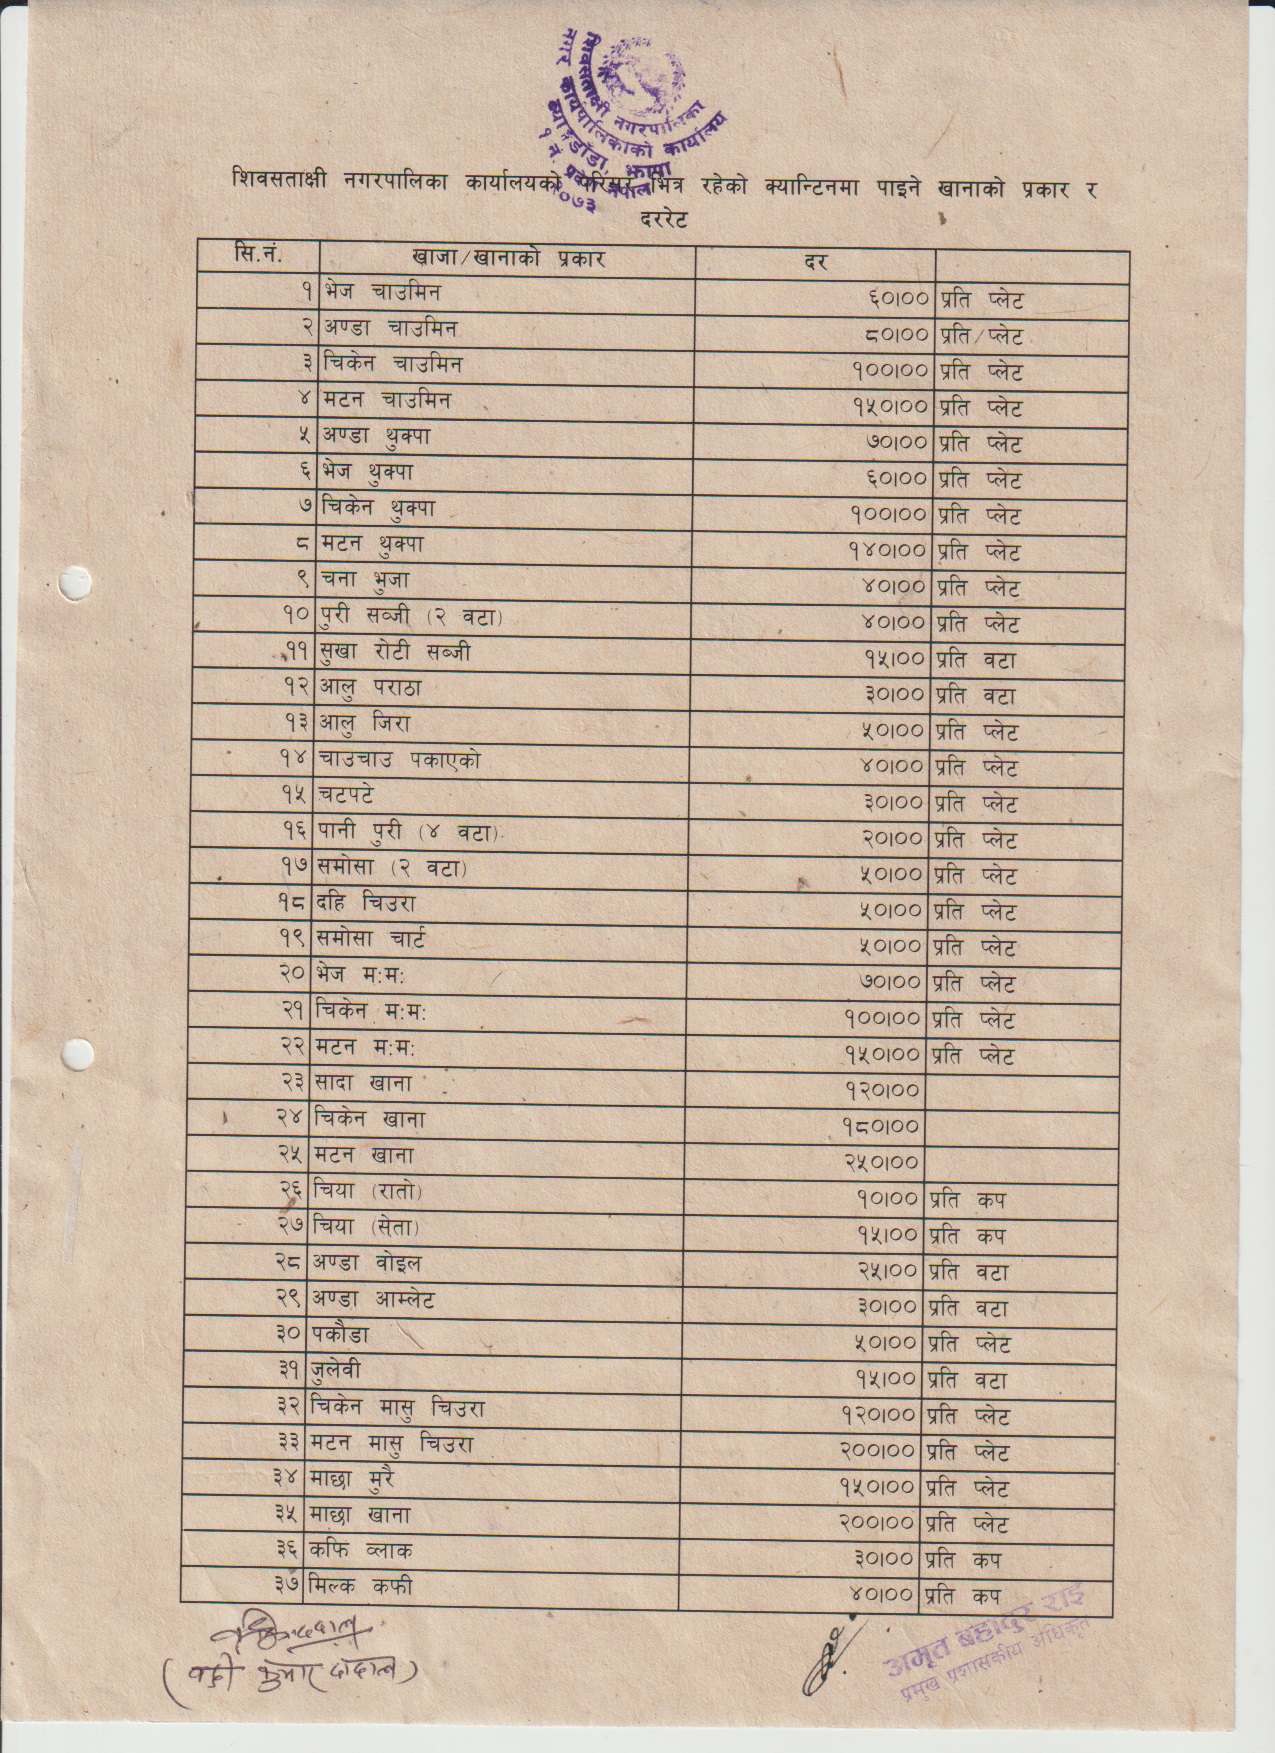 शिवसताक्षी नगरपालिका
नगर कार्यपालिकाको कार्यालय
झापा
१ नं. प्रदेश नेपाल
२०७३
शिवसताक्षी नगरपालिका कार्यालयको परिसर भित्र रहेको क्यान्टिनमा पाइने खानाको प्रकार र
दररेट
सि.नं. खाजा/खानाको प्रकार दर
१ भेज चाउमिन ६०।०० प्रति प्लेट
२ अण्डा चाउमिन ८०।०० प्रति/प्लेट
३ चिकेन चाउमिन १००।०० प्रति प्लेट
४ मटन चाउमिन १५०।०० प्रति प्लेट
५ अण्डा थुक्पा ७०।०० प्रति प्लेट
६ भेज थुक्पा ६०।०० प्रति प्लेट
७ चिकेन थुक्पा १००।०० प्रति प्लेट
८ मटन थुक्पा १४०।०० प्रति प्लेट
९ चना भुजा ४०।०० प्रति प्लेट
१० पुरी सब्जी (२ वटा) ४०।०० प्रति प्लेट
११ सुखा रोटी सब्जी १५।०० प्रति वटा
१२ आलु पराठा ३०।०० प्रति वटा
१३ आलु जिरा ५०।०० प्रति प्लेट
१४ चाउचाउ पकाएको ४०।०० प्रति प्लेट
१५ चटपटे ३०।०० प्रति प्लेट
१६ पानी पुरी (४ वटा) २०।०० प्रति प्लेट
१७ समोसा (२ वटा) ५०।०० प्रति प्लेट
१८ दहि चिउरा ५०।०० प्रति प्लेट
१९ समोसा चार्ट ५०।०० प्रति प्लेट
२० भेज म:म: ७०।०० प्रति प्लेट
२१ चिकेन म:म: १००।०० प्रति प्लेट
२२ मटन म:म: १५०।०० प्रति प्लेट
२३ सादा खाना १२०।००
२४ चिकेन खाना १८०।००
२५ मटन खाना २५०।००
२६ चिया (रातो) १०।०० प्रति कप
२७ चिया (सेता) १५।०० प्रति कप
२८ अण्डा वोइल २५।०० प्रति वटा
२९ अण्डा आम्लेट ३०।०० प्रति वटा
३० पकौडा ५०।०० प्रति प्लेट
३१ जुलेवी १५।०० प्रति वटा
३२ चिकेन मासु चिउरा १२०।०० प्रति प्लेट
३३ मटन मासु चिउरा २००।०० प्रति प्लेट
३४ माछा मुरै १५०।०० प्रति प्लेट
३५ माछा खाना २००।०० प्रति प्लेट
३६ कफि व्लाक ३०।०० प्रति कप
३७ मिल्क कफी ४०।०० प्रति कप
अमृत बहादुर राई
प्रमुख प्रशासकीय अधिकृत